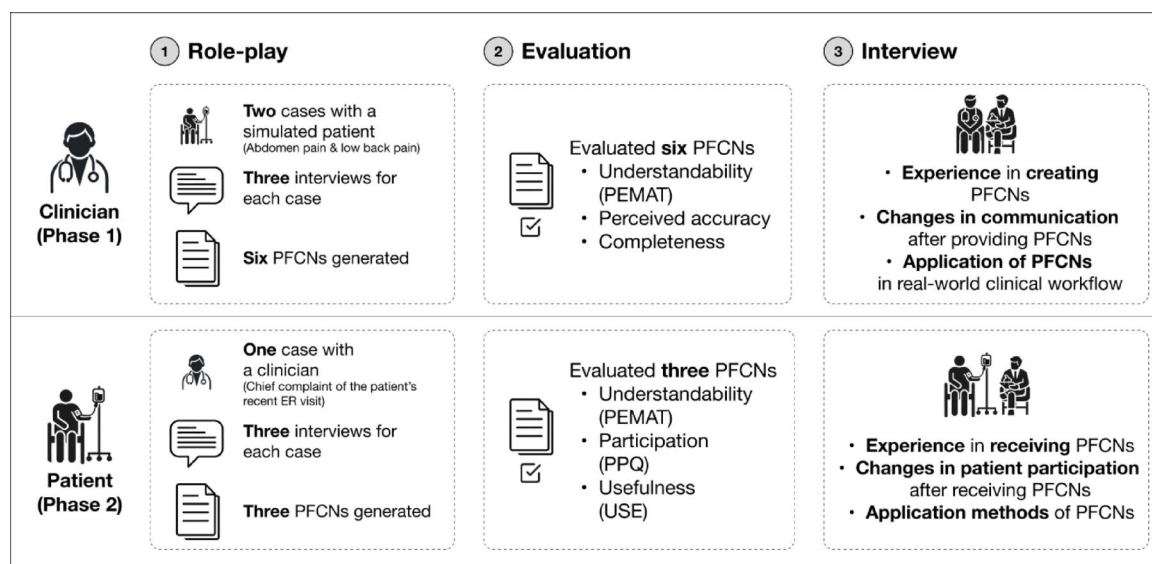 1 Role-play
2 Evaluation
3 Interview
Clinician
(Phase 1)
Two cases with a
simulated patient
(Abdomen pain & low back pain)
Three interviews for
each case
Six PFCNs generated
Evaluated six PFCNs
• Understandability
(PEMAT)
• Perceived accuracy
• Completeness
• Experience in creating
PFCNs
• Changes in communication
after providing PFCNs
• Application of PFCNs
in real-world clinical workflow
Patient
(Phase 2)
One case with
a clinician
(Chief complaint of the patient's
recent ER visit)
Three interviews for
each case
Three PFCNs generated
Evaluated three PFCNs
• Understandability
(PEMAT)
• Participation
(PPQ)
• Usefulness
(USE)
• Experience in receiving PFCNs
• Changes in patient participation
after receiving PFCNs
• Application methods of PFCNs